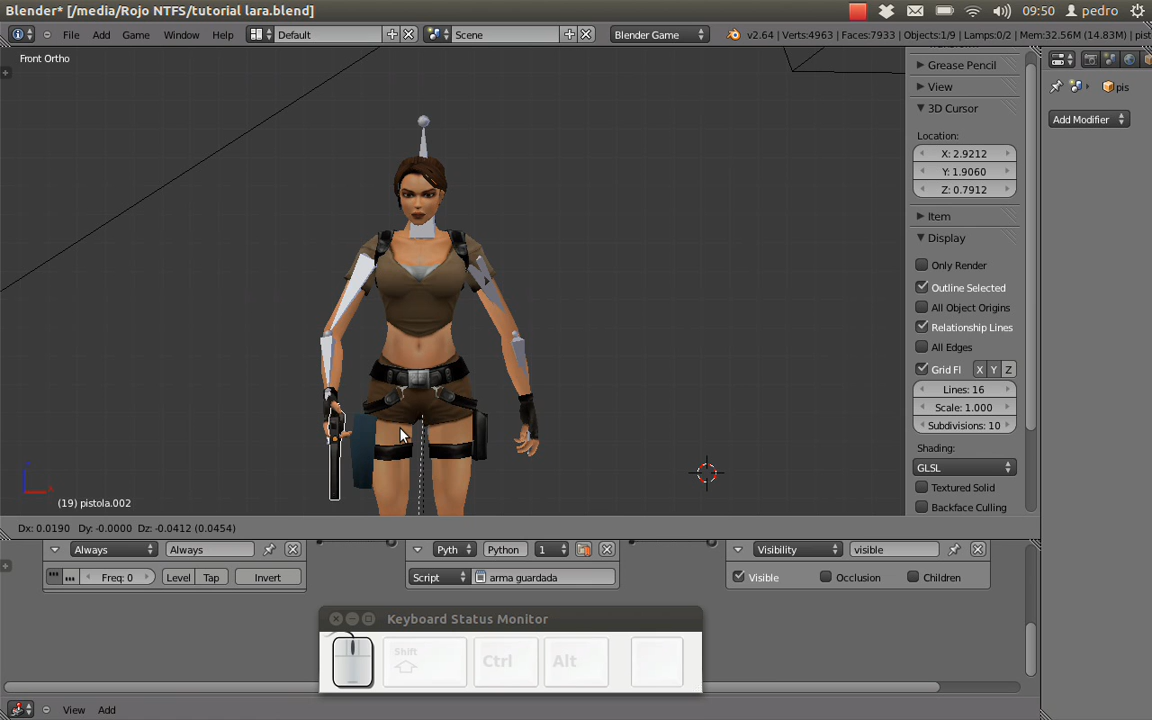 Blender* [/media/Rojo NTFS/tutorial lara.blend] 09:50 pedro
File Add Game Window Help Default Scene Blender Game v2.64 | Verts:4963 | Faces:7933 | Objects:1/9 | Lamps:0/2 | Mem:32.56M (14.83M) | pist
Front Ortho
Grease Pencil
View
3D Cursor
Location:
X: 2.9212
Y: 1.9060
Z: 0.7912
Item
Display
Only Render
Outline Selected
All Object Origins
Relationship Lines
All Edges
Grid Fl X Y Z
Lines: 16
Scale: 1.000
Subdivisions: 10
Shading:
GLSL
Textured Solid
Backface Culling
pis
Add Modifier
(19) pistola.002
Dx: 0.0190 Dy: -0.0000 Dz: -0.0412 (0.0454)
Always Always Pyth Python 1 Visibility visible
Freq: 0 Level Tap Invert Script arma guardada Visible Occlusion Children
Keyboard Status Monitor
Shift
Ctrl Alt
View Add